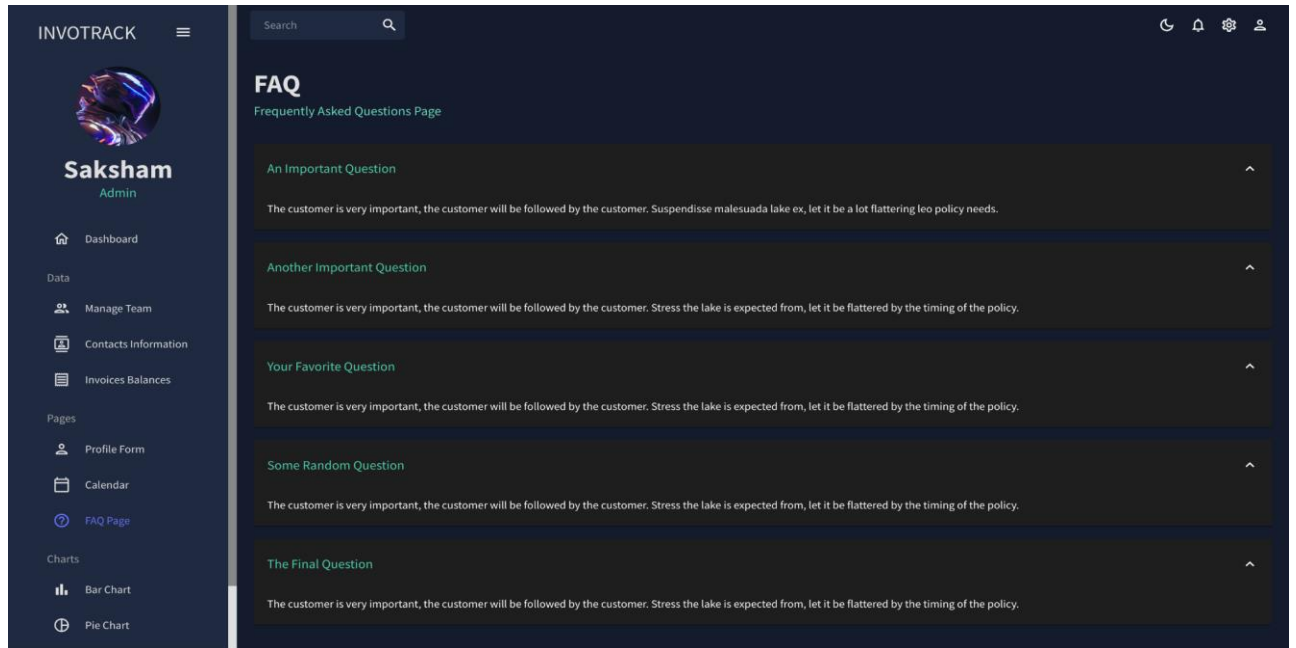 INVOTRACK
Search
Saksham
Admin
Dashboard
Data
Manage Team
Contacts Information
Invoices Balances
Pages
Profile Form
Calendar
FAQ Page
Charts
Bar Chart
Pie Chart
FAQ
Frequently Asked Questions Page
An Important Question
The customer is very important, the customer will be followed by the customer. Suspendisse malesuada lake ex, let it be a lot flattering leo policy needs.
Another Important Question
The customer is very important, the customer will be followed by the customer. Stress the lake is expected from, let it be flattered by the timing of the policy.
Your Favorite Question
The customer is very important, the customer will be followed by the customer. Stress the lake is expected from, let it be flattered by the timing of the policy.
Some Random Question
The customer is very important, the customer will be followed by the customer. Stress the lake is expected from, let it be flattered by the timing of the policy.
The Final Question
The customer is very important, the customer will be followed by the customer. Stress the lake is expected from, let it be flattered by the timing of the policy.